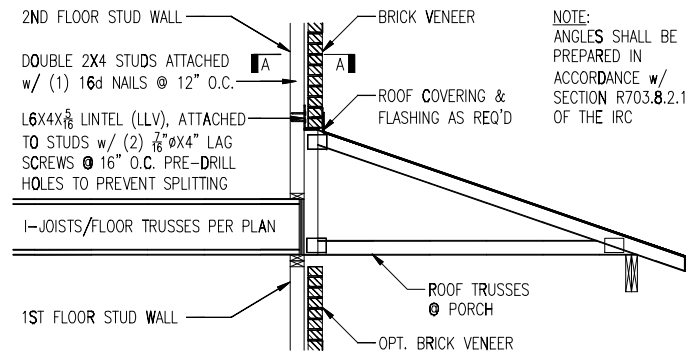 2ND FLOOR STUD WALL
DOUBLE 2X4 STUDS ATTACHED
w/ (1) 16d NAILS @ 12" O.C.
L6X4X5/16 LINTEL (LLV), ATTACHED
TO STUDS w/ (2) 7/16"øX4" LAG
SCREWS @ 16" O.C. PRE-DRILL
HOLES TO PREVENT SPLITTING
I-JOISTS/FLOOR TRUSSES PER PLAN
1ST FLOOR STUD WALL
A
A
BRICK VENEER
ROOF COVERING &
FLASHING AS REQ'D
NOTE:
ANGLES SHALL BE
PREPARED IN
ACCORDANCE w/
SECTION R703.8.2.1
OF THE IRC
ROOF TRUSSES
@ PORCH
OPT. BRICK VENEER